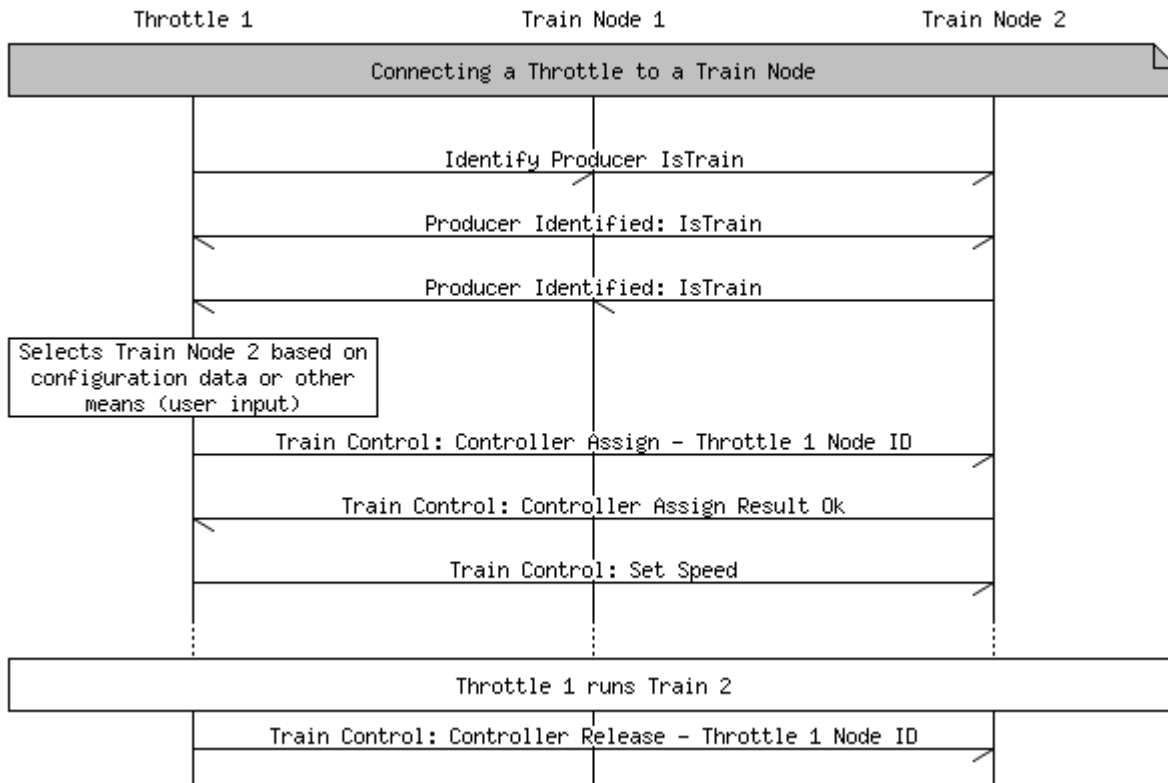 Throttle 1
Train Node 1
Train Node 2
Connecting a Throttle to a Train Node
Identify Producer IsTrain
Producer Identified: IsTrain
Producer Identified: IsTrain
Selects Train Node 2 based on
configuration data or other
means (user input)
Train Control: Controller Assign – Throttle 1 Node ID
Train Control: Controller Assign Result Ok
Train Control: Set Speed
Throttle 1 runs Train 2
Train Control: Controller Release – Throttle 1 Node ID